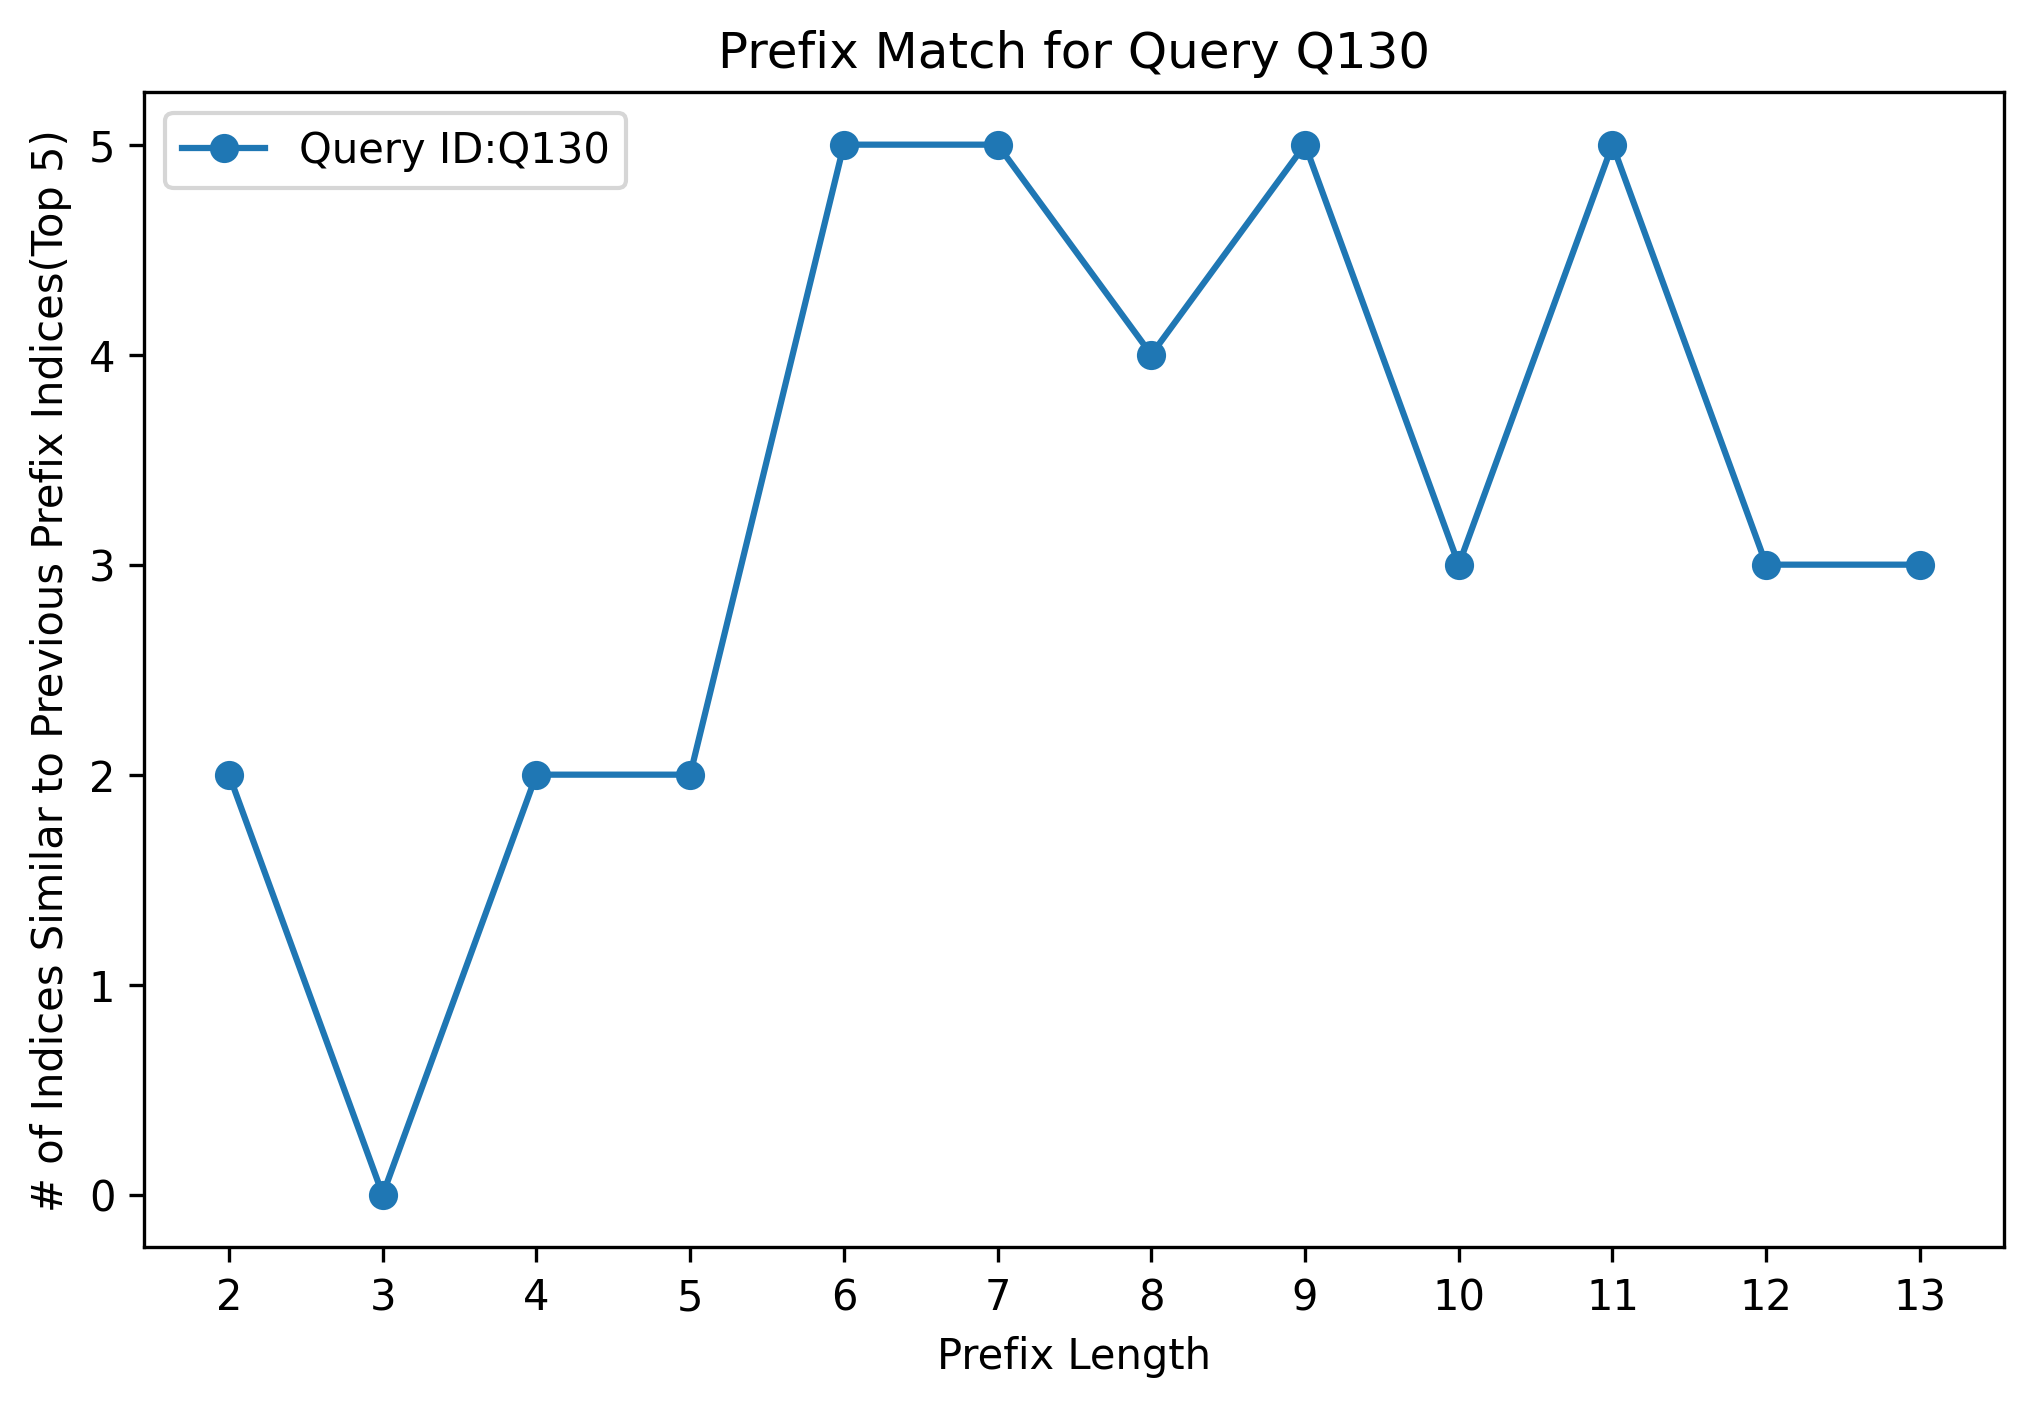 Prefix Match for Query Q130
Query ID:Q130
# of Indices Similar to Previous Prefix Indices(Top 5)
5
4
3
2
1
0
2 3 4 5 6 7 8 9 10 11 12 13
Prefix Length